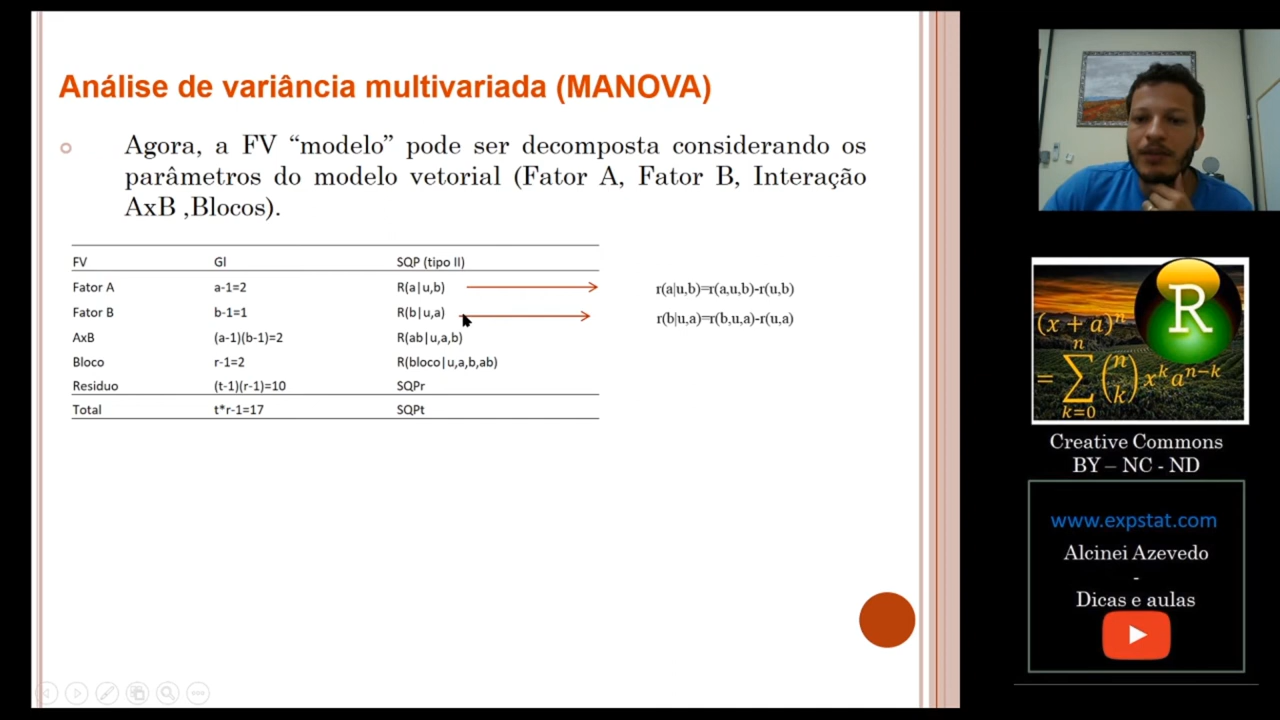 Análise de variância multivariada (MANOVA)
Agora, a FV “modelo” pode ser decomposta considerando os
parâmetros do modelo vetorial (Fator A, Fator B, Interação
AxB ,Blocos).
FV Gl SQP (tipo II)
Fator A a-1=2 R(a|u,b) r(a|u,b)=r(a,u,b)-r(u,b)
Fator B b-1=1 R(b|u,a) r(b|u,a)=r(b,u,a)-r(u,a)
AxB (a-1)(b-1)=2 R(ab|u,a,b)
Bloco r-1=2 R(bloco|u,a,b,ab)
Residuo (t-1)(r-1)=10 SQPr
Total t*r-1=17 SQPt
R
(x + a)^n
= ∑_{k=0}^{n} (n k) x^k a^{n-k}
Creative Commons
BY – NC - ND
www.expstat.com
Alcinei Azevedo
-
Dicas e aulas